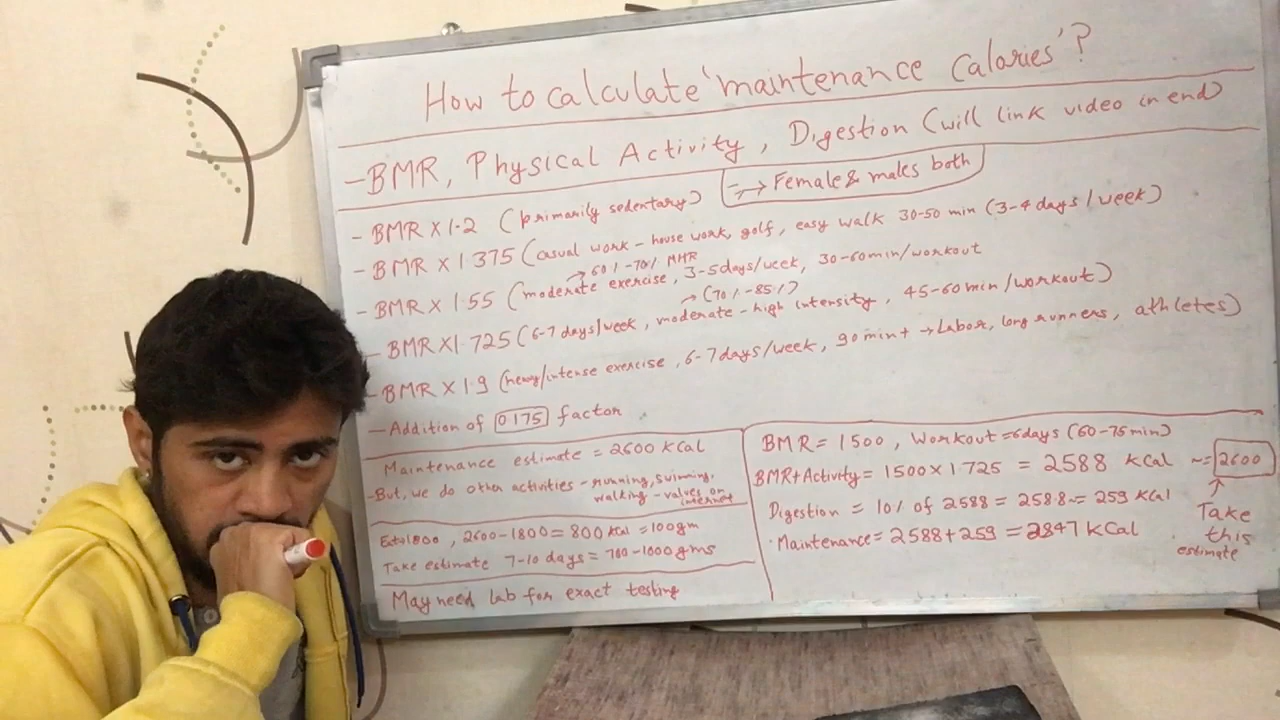 How to calculate 'maintenance calories'?
- BMR, Physical Activity, Digestion (will link video in end)
=>→ Female & males both
- BMR X 1.2 (primarily sedentary)
- BMR X 1.375 (casual work - house work, golf, easy walk 30-50 min (3-4 days/week)
→ 60% - 70% MHR
- BMR X 1.55 (moderate exercise, 3-5 days/week, 30-60 min/workout
→ (70% - 85%)
- BMR X 1.725 (6-7 days/week, moderate - high intensity, 45-60 min/workout)
- BMR X 1.9 (heavy/intense exercise, 6-7 days/week, 90 min+ → Labor, long runners, athletes)
- Addition of 0.175 factor
Maintenance estimate = 2600 kCal
- But, we do other activities - running, swimming,
walking - values on
internet
Eat 1800, 2600-1800 = 800 kCal = 100gm
Take estimate 7-10 days = 700-1000 gms
May need lab for exact testing
BMR = 1500, Workout = 6 days (60-75 min)
BMR + Activity = 1500 X 1.725 = 2588 kCal ~= 2600
Digestion = 10% of 2588 = 258.8 ~= 259 kCal
Maintenance = 2588 + 259 = 2847 kCal
↑
Take
this
estimate